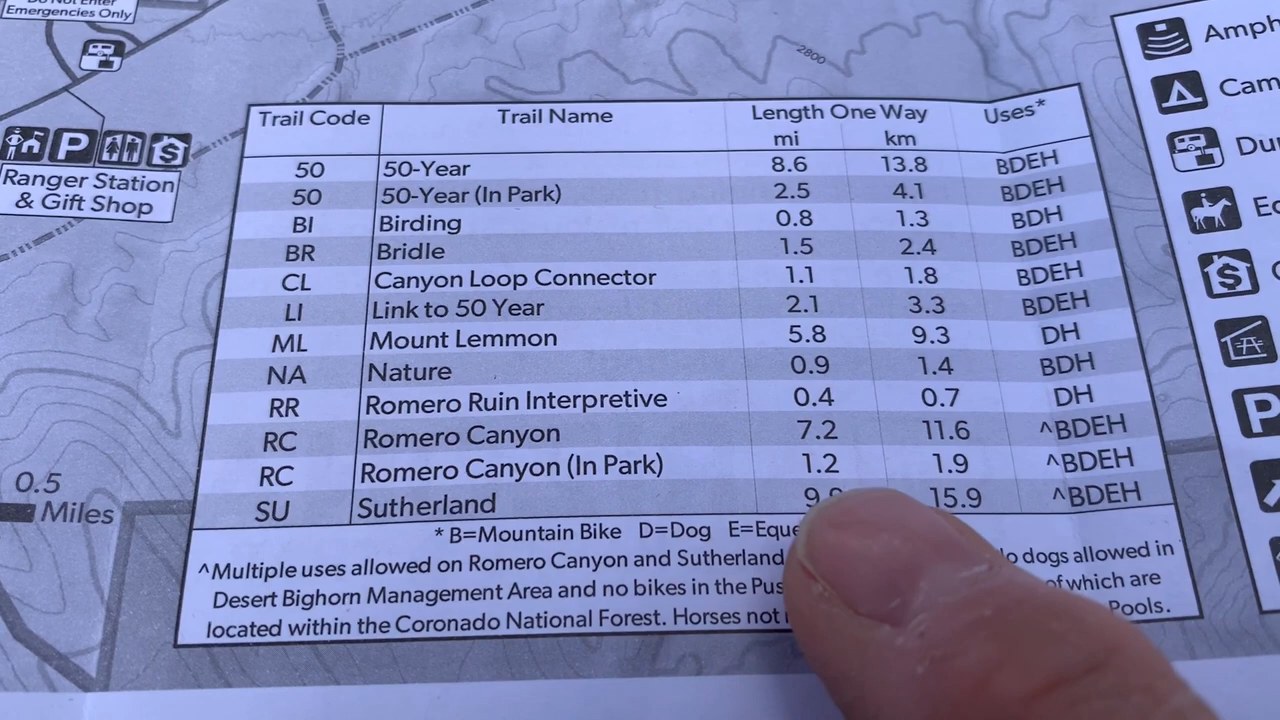 Do Not Enter
Emergencies Only
2800
P
Ranger Station
& Gift Shop
0.5
Miles
Trail Code Trail Name Length One Way Uses*
mi km
50 50-Year 8.6 13.8 BDEH
50 50-Year (In Park) 2.5 4.1 BDEH
BI Birding 0.8 1.3 BDH
BR Bridle 1.5 2.4 BDEH
CL Canyon Loop Connector 1.1 1.8 BDEH
LI Link to 50 Year 2.1 3.3 BDEH
ML Mount Lemmon 5.8 9.3 DH
NA Nature 0.9 1.4 BDH
RR Romero Ruin Interpretive 0.4 0.7 DH
RC Romero Canyon 7.2 11.6 ^BDEH
RC Romero Canyon (In Park) 1.2 1.9 ^BDEH
SU Sutherland 15.9 ^BDEH
* B=Mountain Bike D=Dog
^Multiple uses allowed on Romero Canyon and Sutherland dogs allowed in
Desert Bighorn Management Area and no bikes in the of which are
located within the Coronado National Forest. Horses not Pools.
P